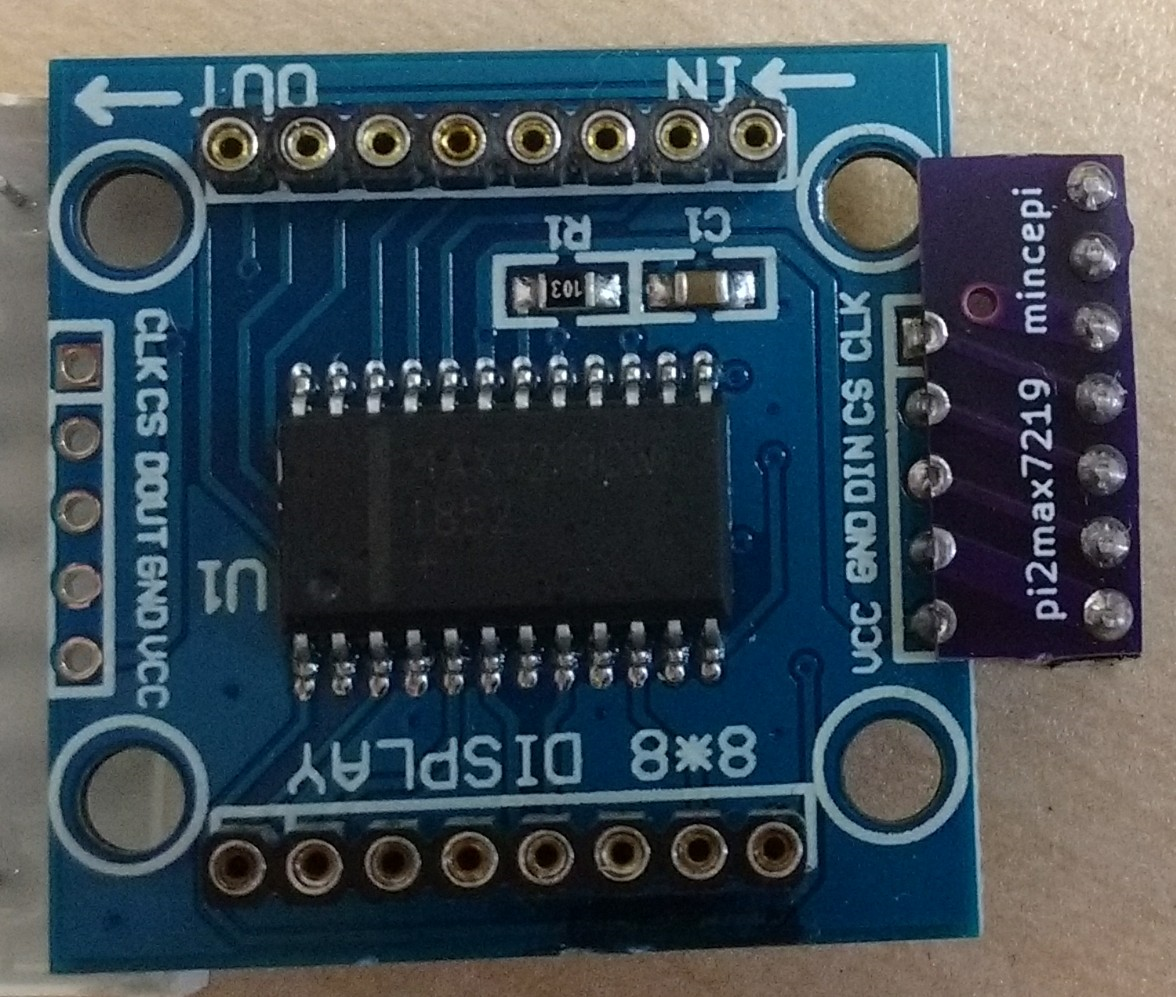 OUT
IN
R1
C1
103
CLK CS DOUT GND VCC
VCC GND DIN CS CLK
pi2max7219 mincepi
U1
8*8 DISPLAY